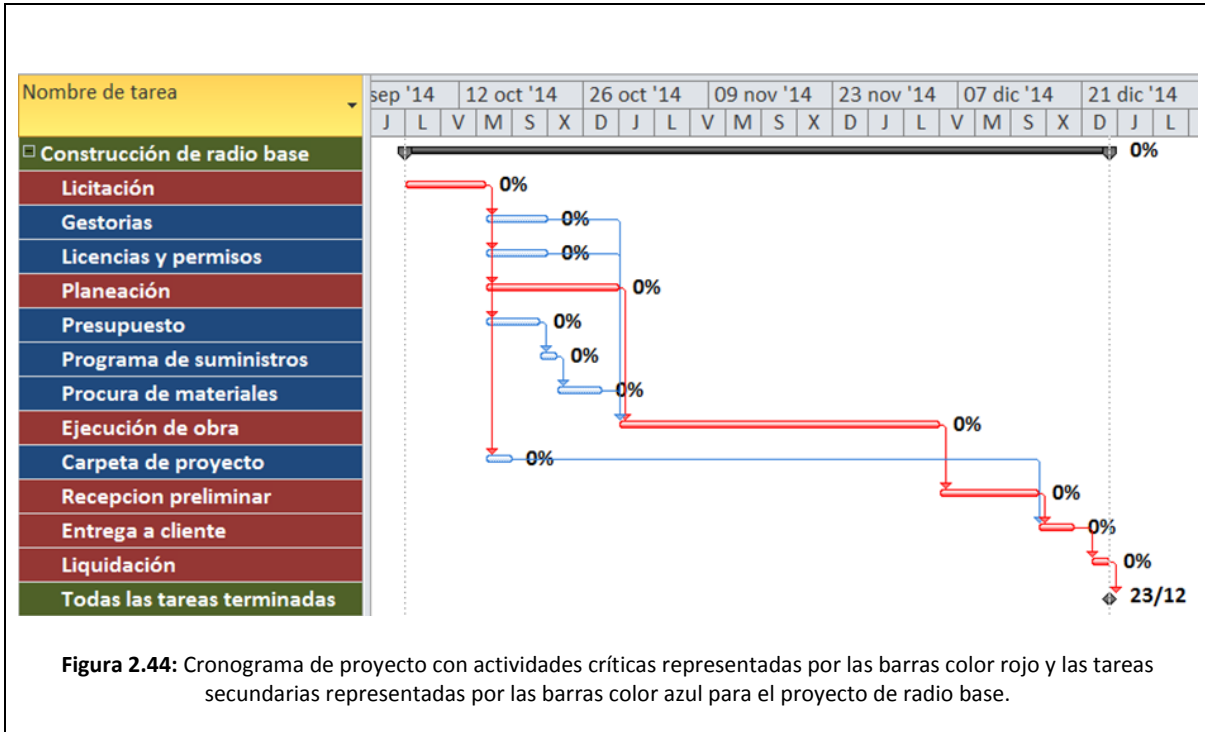 Nombre de tarea
sep '14 12 oct '14 26 oct '14 09 nov '14 23 nov '14 07 dic '14 21 dic '14
J L V M S X D J L V M S X D J L V M S X D J L
Construcción de radio base 0%
Licitación 0%
Gestorias 0%
Licencias y permisos 0%
Planeación 0%
Presupuesto 0%
Programa de suministros 0%
Procura de materiales 0%
Ejecución de obra 0%
Carpeta de proyecto 0%
Recepcion preliminar 0%
Entrega a cliente 0%
Liquidación 0%
Todas las tareas terminadas 23/12
Figura 2.44: Cronograma de proyecto con actividades críticas representadas por las barras color rojo y las tareas
secundarias representadas por las barras color azul para el proyecto de radio base.